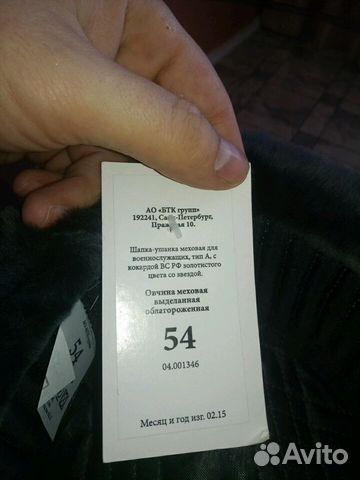 АО «БТК групп»
192241, Санкт-Петербург,
Пражская 10.
Шапка-ушанка меховая для
военнослужащих, тип А, с
кокардой ВС РФ золотистого
цвета со звездой.
Овчина меховая
выделанная
облагороженная
54
04.001346
Месяц и год изг. 02.15
54
Avito